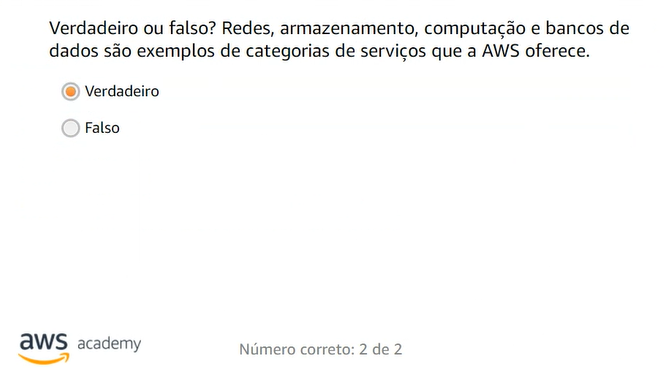 Verdadeiro ou falso? Redes, armazenamento, computação e bancos de
dados são exemplos de categorias de serviços que a AWS oferece.
Verdadeiro
Falso
aws academy
Número correto: 2 de 2